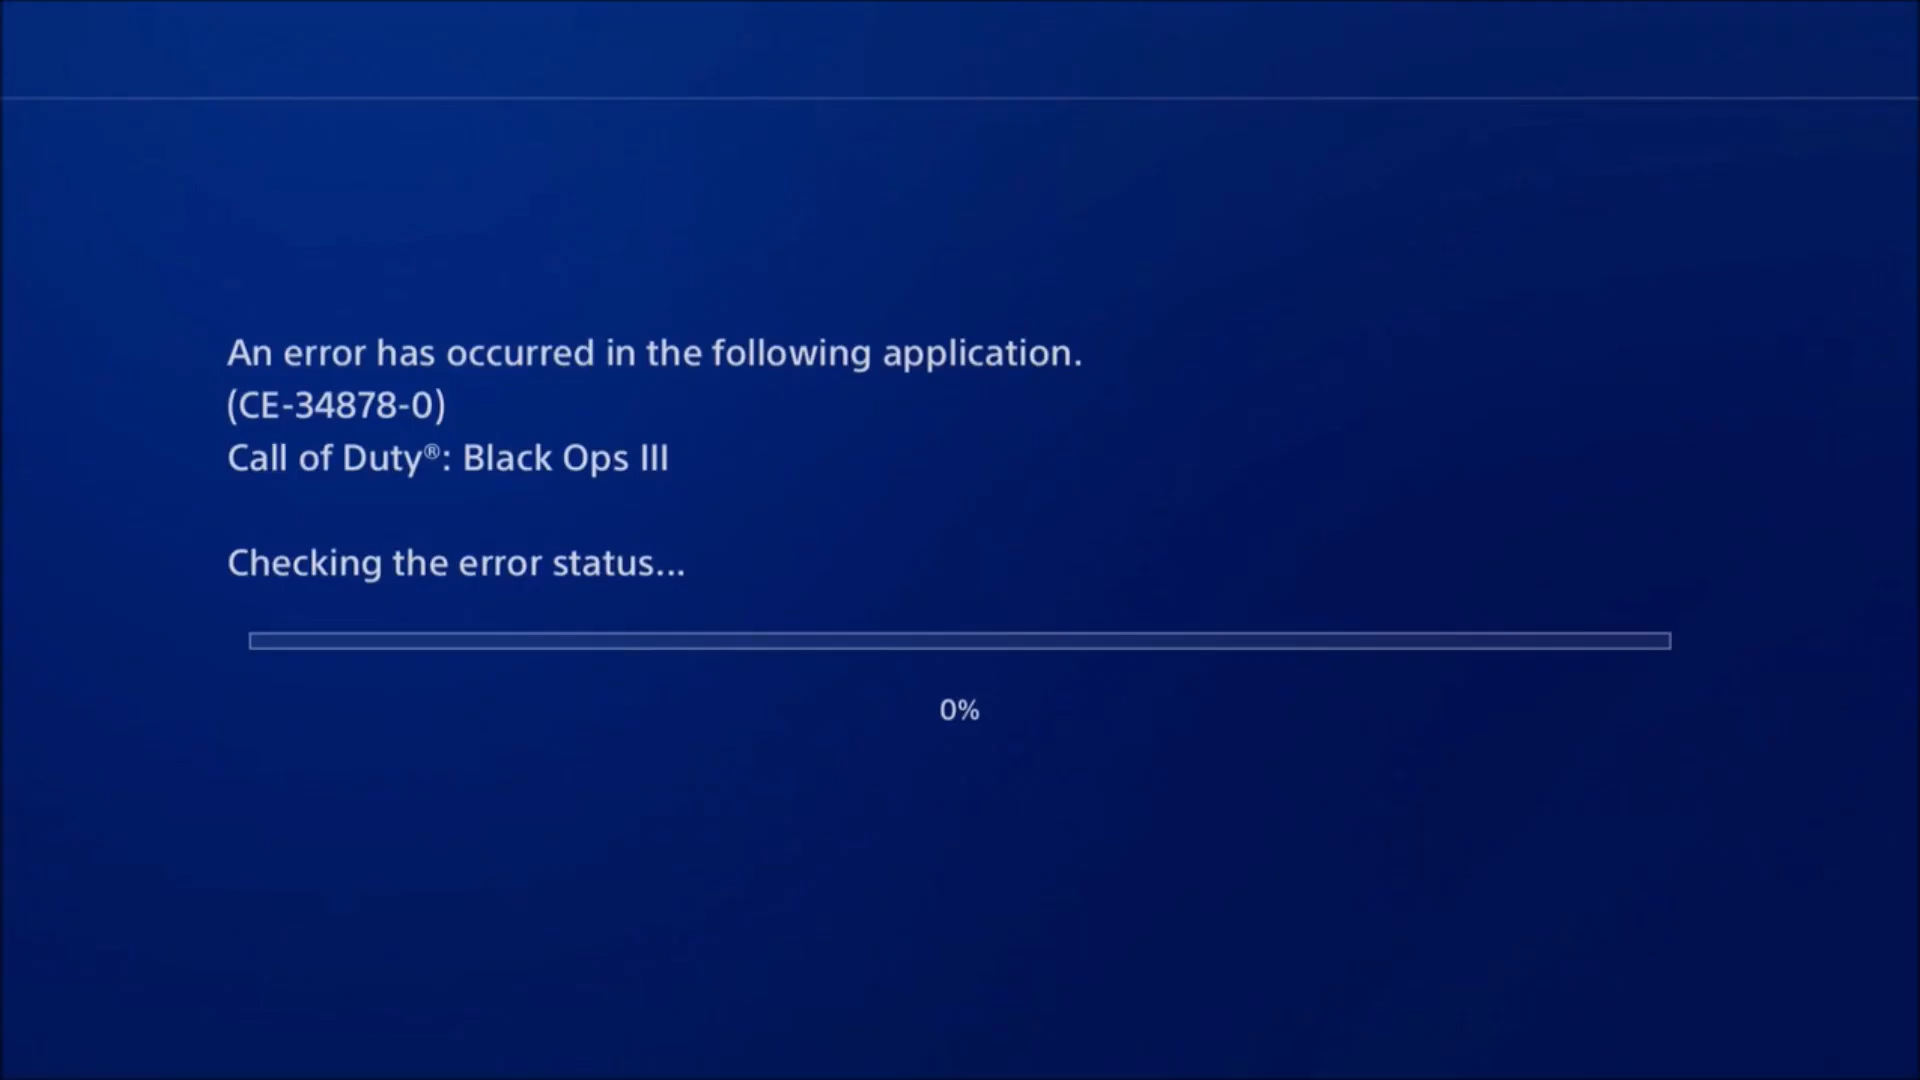 An error has occurred in the following application.
(CE-34878-0)
Call of Duty®: Black Ops III
Checking the error status...
0%